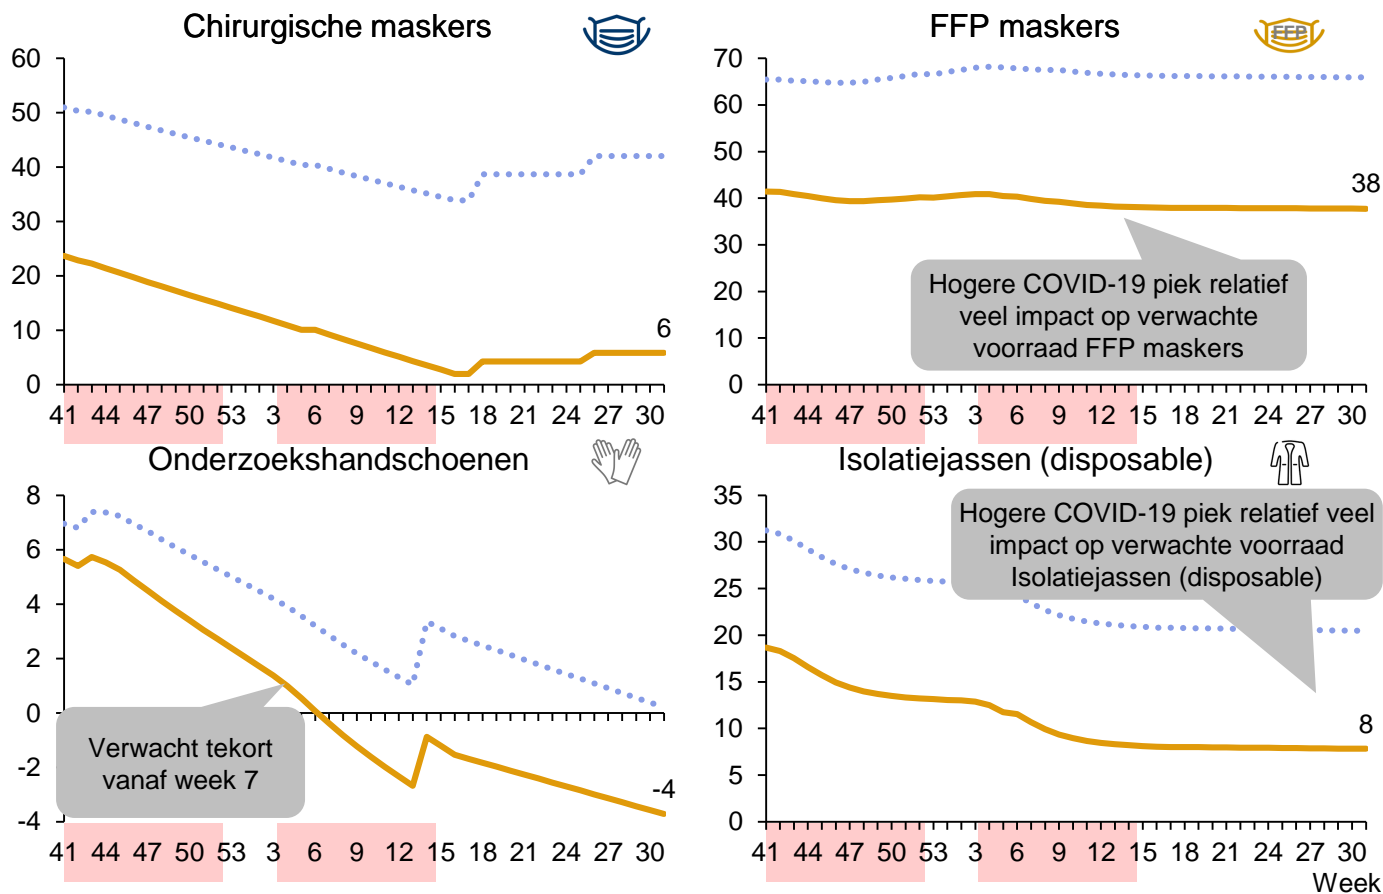 Chirurgische maskers
60
50
40
30
20
10
0
6
41 44 47 50 53 3 6 9 12 15 18 21 24 27 30
FFP maskers
FFP
70
60
50
40
30
20
10
0
38
Hogere COVID-19 piek relatief
veel impact op verwachte
voorraad FFP maskers
41 44 47 50 53 3 6 9 12 15 18 21 24 27 30
Onderzoekshandschoenen
8
6
4
2
0
-2
-4
Verwacht tekort
vanaf week 7
-4
41 44 47 50 53 3 6 9 12 15 18 21 24 27 30
Isolatiejassen (disposable)
35
30
25
20
15
10
5
0
Hogere COVID-19 piek relatief veel
impact op verwachte voorraad
Isolatiejassen (disposable)
8
41 44 47 50 53 3 6 9 12 15 18 21 24 27 30
Week